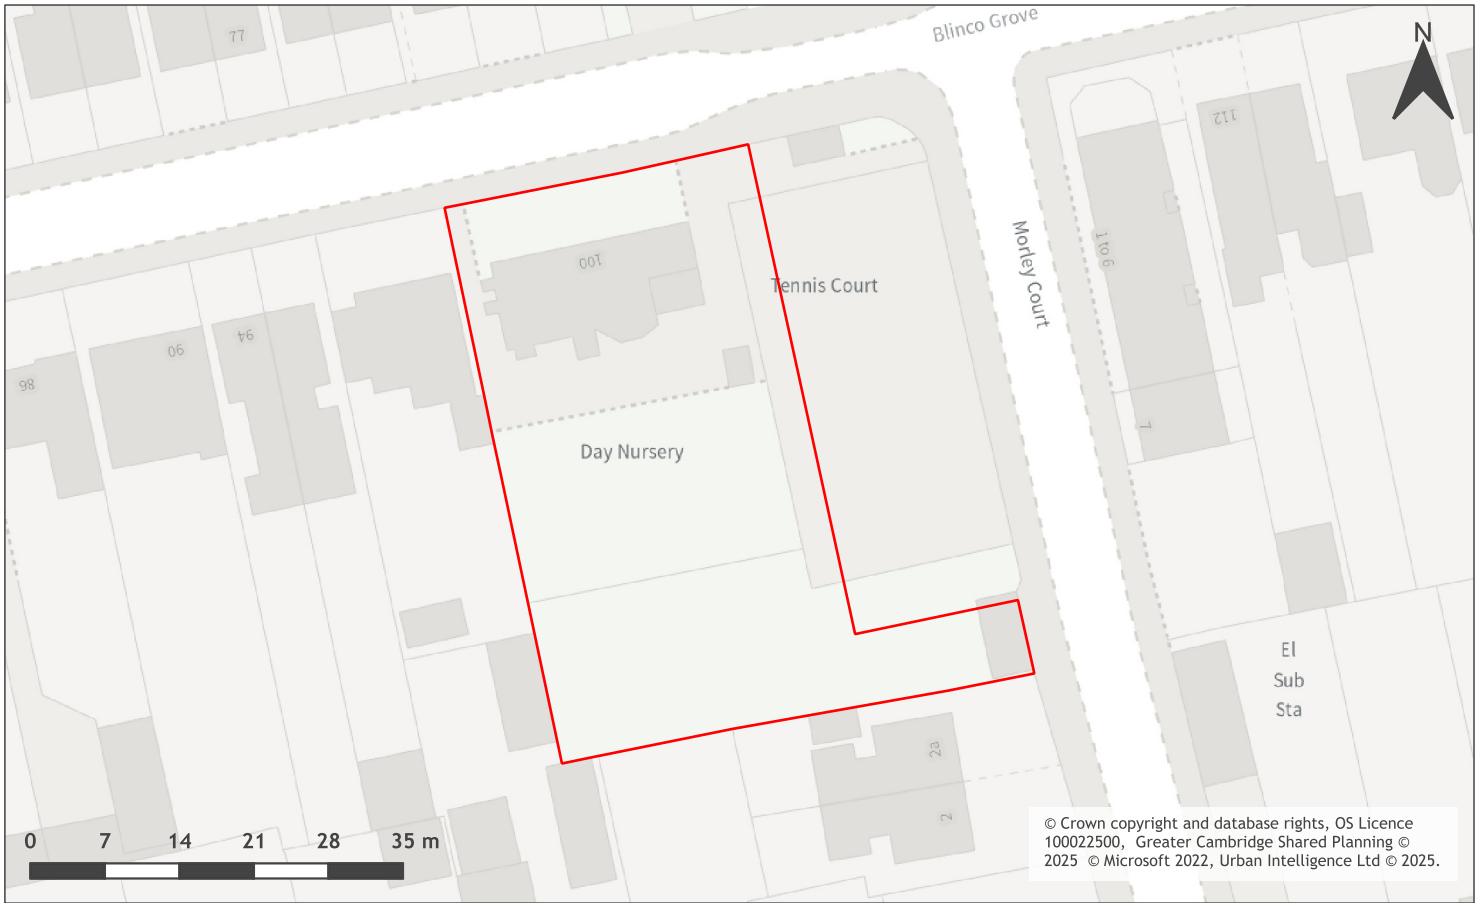 Blinco Grove
N
77
112
100
Morley Court
1 to 6
Tennis Court
94
90
86
7
Day Nursery
El
Sub
Sta
2a
2
0 7 14 21 28 35 m
© Crown copyright and database rights, OS Licence
100022500, Greater Cambridge Shared Planning ©
2025 © Microsoft 2022, Urban Intelligence Ltd © 2025.